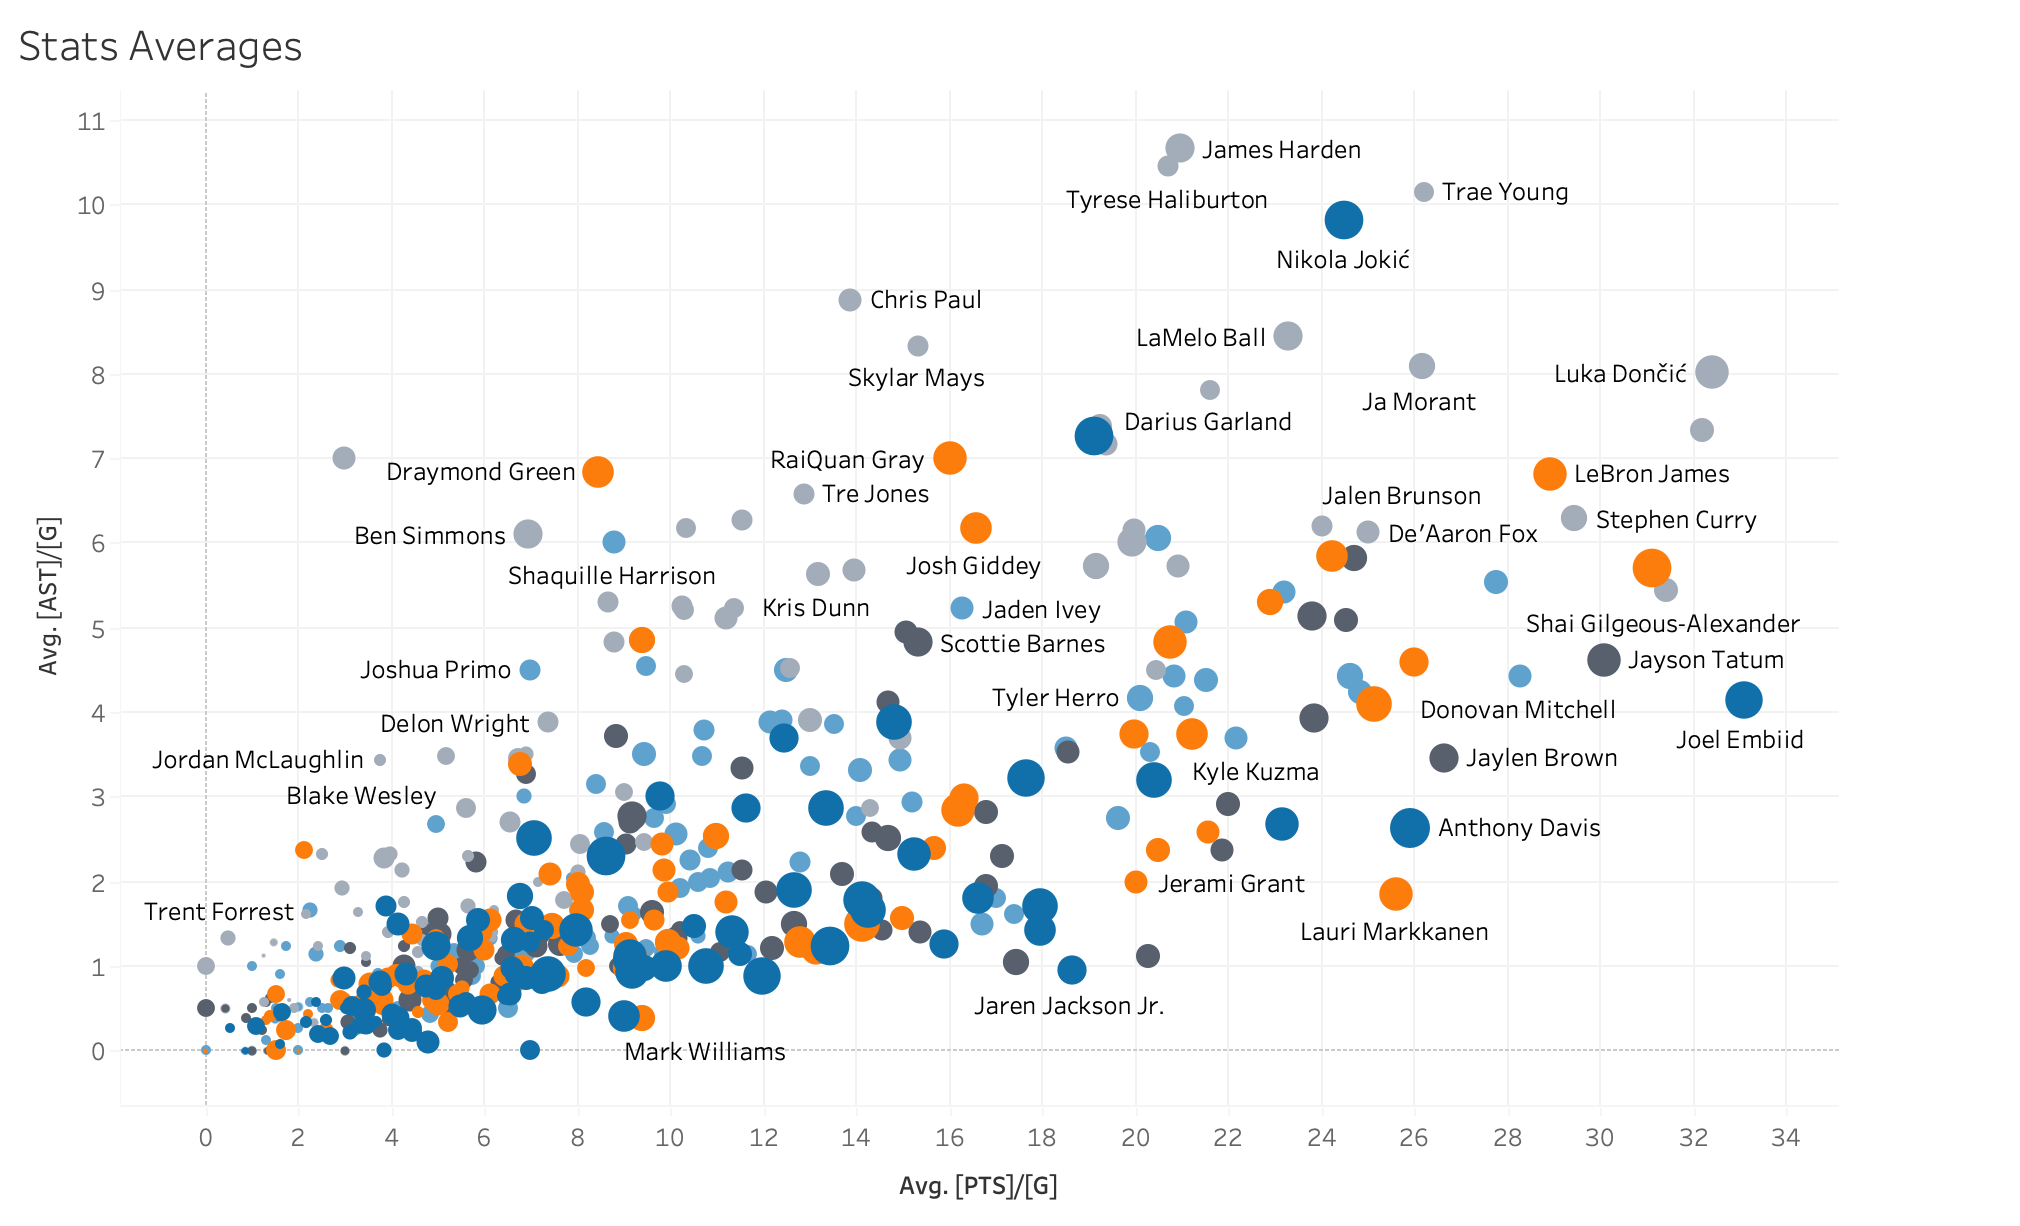 Stats Averages
11
James Harden
Trae Young
Tyrese Haliburton
10
Nikola Jokić
9
Chris Paul
LaMelo Ball
Skylar Mays
8
Luka Dončić
Ja Morant
Darius Garland
7
RaiQuan Gray
Draymond Green
LeBron James
Tre Jones
Jalen Brunson
Stephen Curry
De’Aaron Fox
Ben Simmons
6
Josh Giddey
Shaquille Harrison
Kris Dunn
Jaden Ivey
Shai Gilgeous-Alexander
5
Scottie Barnes
Jayson Tatum
Joshua Primo
Tyler Herro
Donovan Mitchell
4
Delon Wright
Joel Embiid
Jordan McLaughlin
Jaylen Brown
Kyle Kuzma
Blake Wesley
3
Anthony Davis
2
Jerami Grant
Trent Forrest
Lauri Markkanen
1
Jaren Jackson Jr.
0
Mark Williams
Avg. [AST]/[G]
0 2 4 6 8 10 12 14 16 18 20 22 24 26 28 30 32 34
Avg. [PTS]/[G]